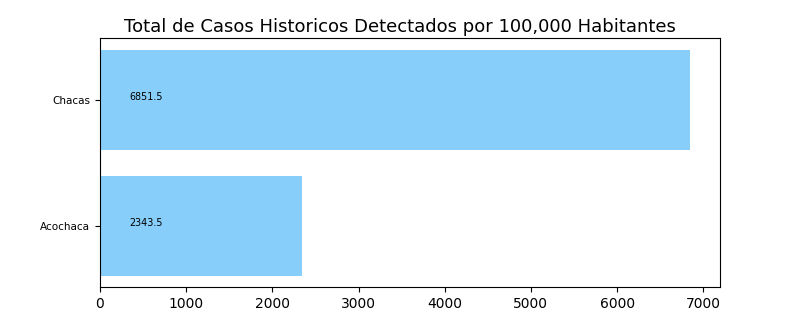 Total de Casos Historicos Detectados por 100,000 Habitantes
Chacas
6851.5
Acochaca
2343.5
0 1000 2000 3000 4000 5000 6000 7000